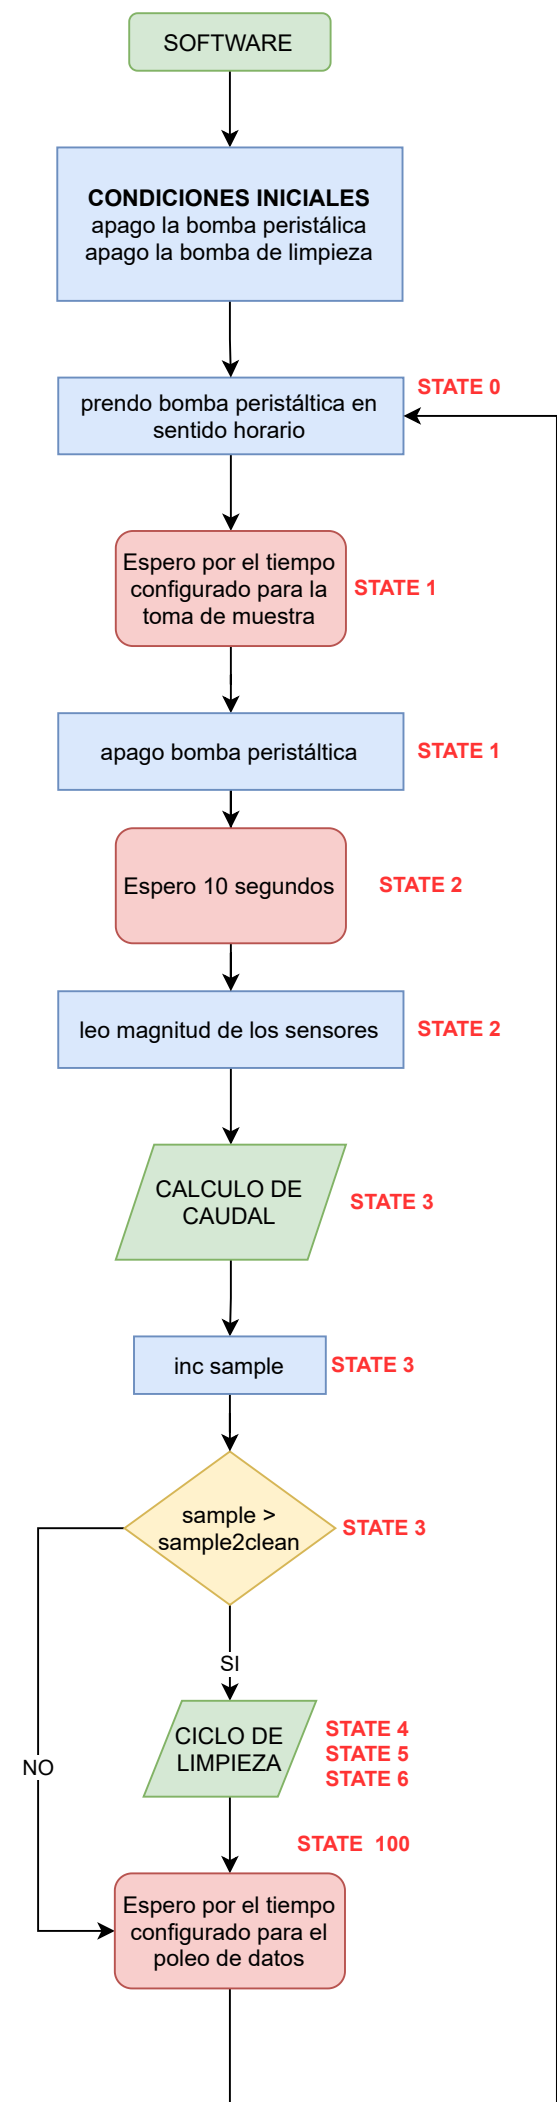 SOFTWARE
CONDICIONES INICIALES
apago la bomba peristálica
apago la bomba de limpieza
STATE 0
prendo bomba peristáltica en
sentido horario
Espero por el tiempo
configurado para la
toma de muestra
STATE 1
apago bomba peristáltica
STATE 1
Espero 10 segundos
STATE 2
leo magnitud de los sensores
STATE 2
CALCULO DE
CAUDAL
STATE 3
inc sample
STATE 3
sample >
sample2clean
STATE 3
SI
NO
CICLO DE
LIMPIEZA
STATE 4
STATE 5
STATE 6
STATE 100
Espero por el tiempo
configurado para el
poleo de datos